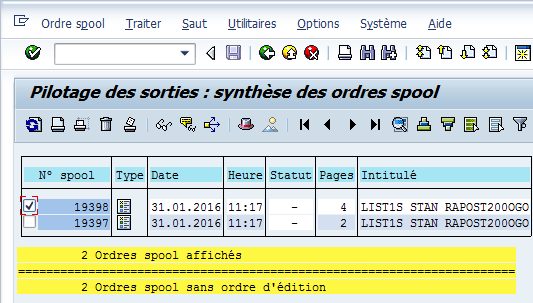 Ordre spool Traiter Saut Utilitaires Options Système Aide
Pilotage des sorties : synthèse des ordres spool
N° spool Type Date Heure Statut Pages Intitulé
19398 31.01.2016 11:17 - 4 LIST1S STAN RAPOST200OGO
19397 31.01.2016 11:17 - 2 LIST1S STAN RAPOST200OGO
2 Ordres spool affichés
==============================================================
2 Ordres spool sans ordre d'édition